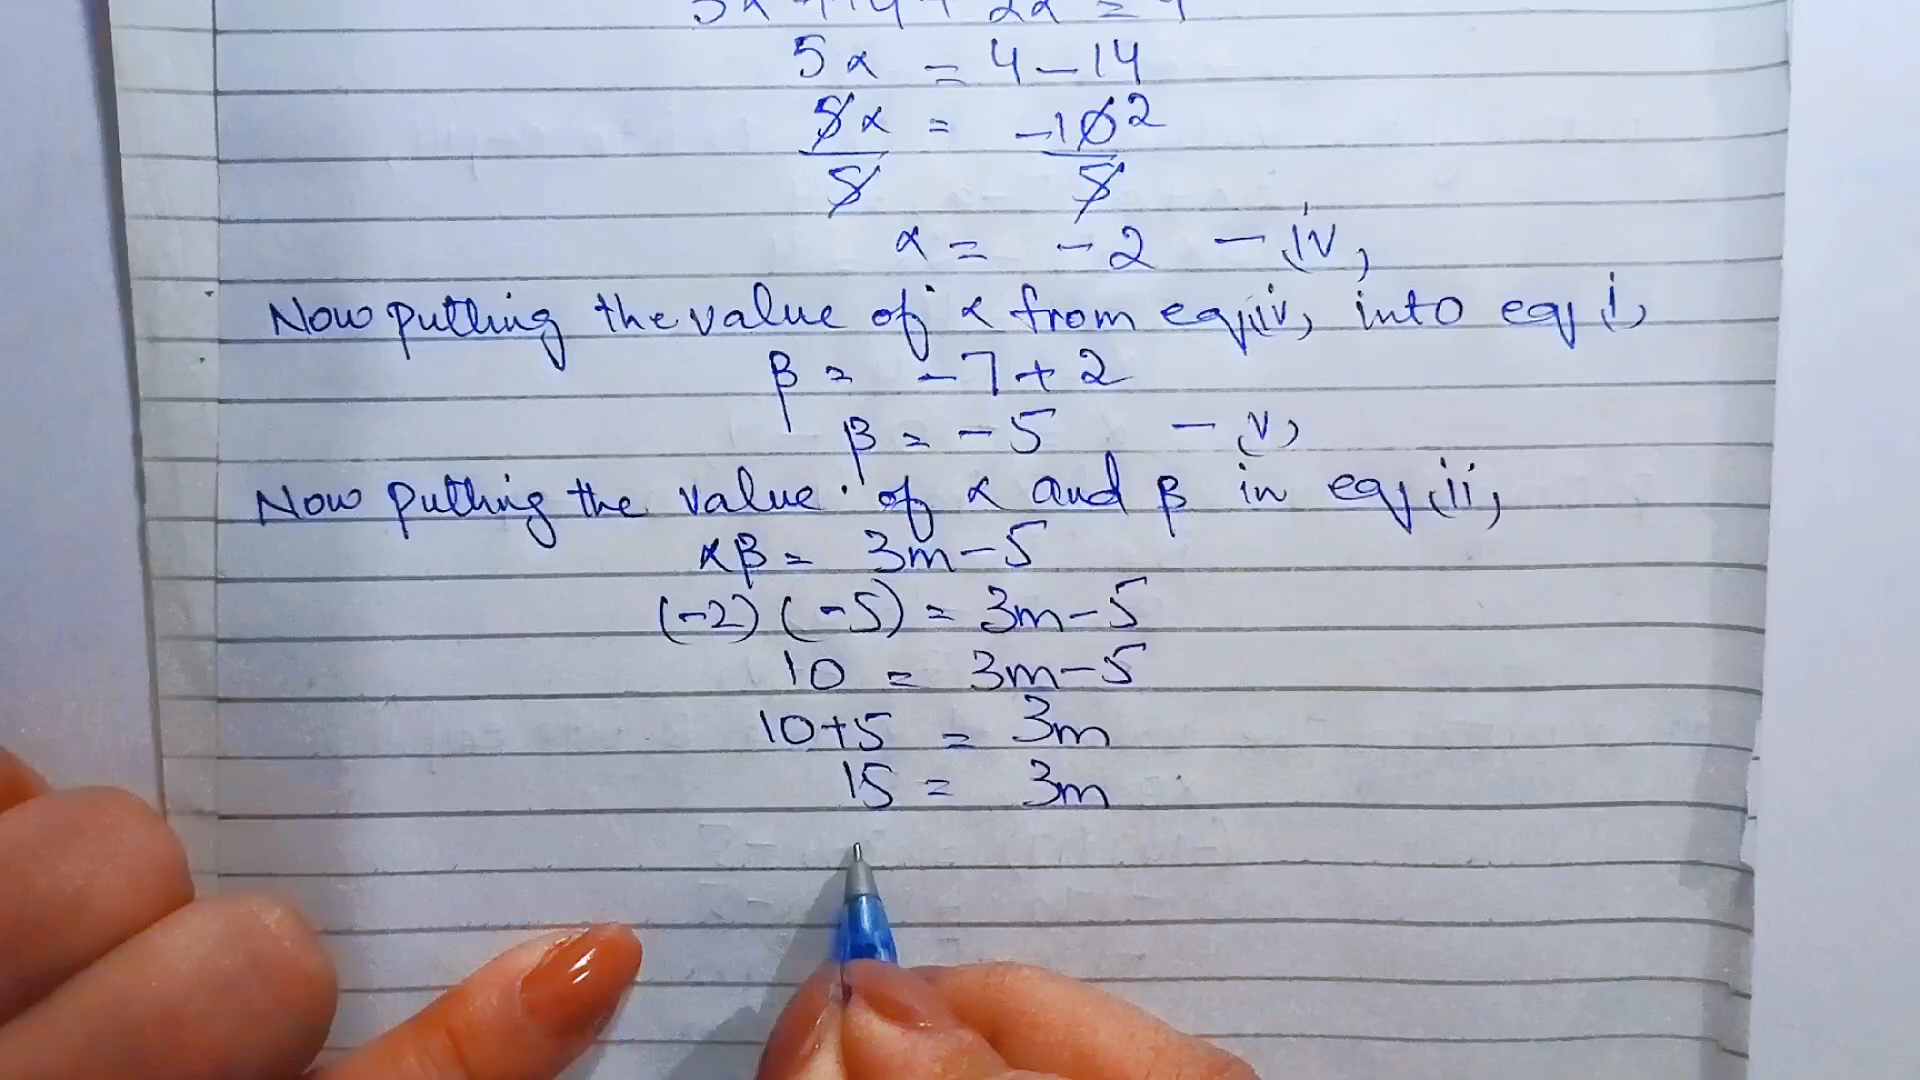 5α = 4-14
5α/5 = -10 2/5
α = -2 - iv,
Now putting the value of α from eq iv, into eq i,
β = -7+2
β = -5 - v,
Now putting the value of α and β in eq ii,
αβ = 3m-5
(-2) (-5) = 3m-5
10 = 3m-5
10+5 = 3m
15 = 3m